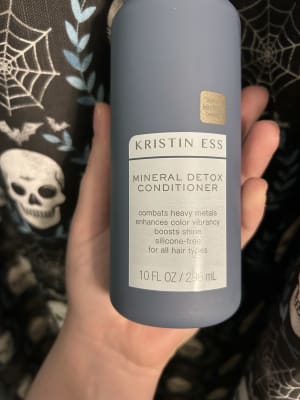 KRISTIN ESS
MINERAL DETOX
CONDITIONER
combats heavy metals
enhances color vibrancy
boosts shine
silicone-free
for all hair types
10 FL OZ / 296 mL